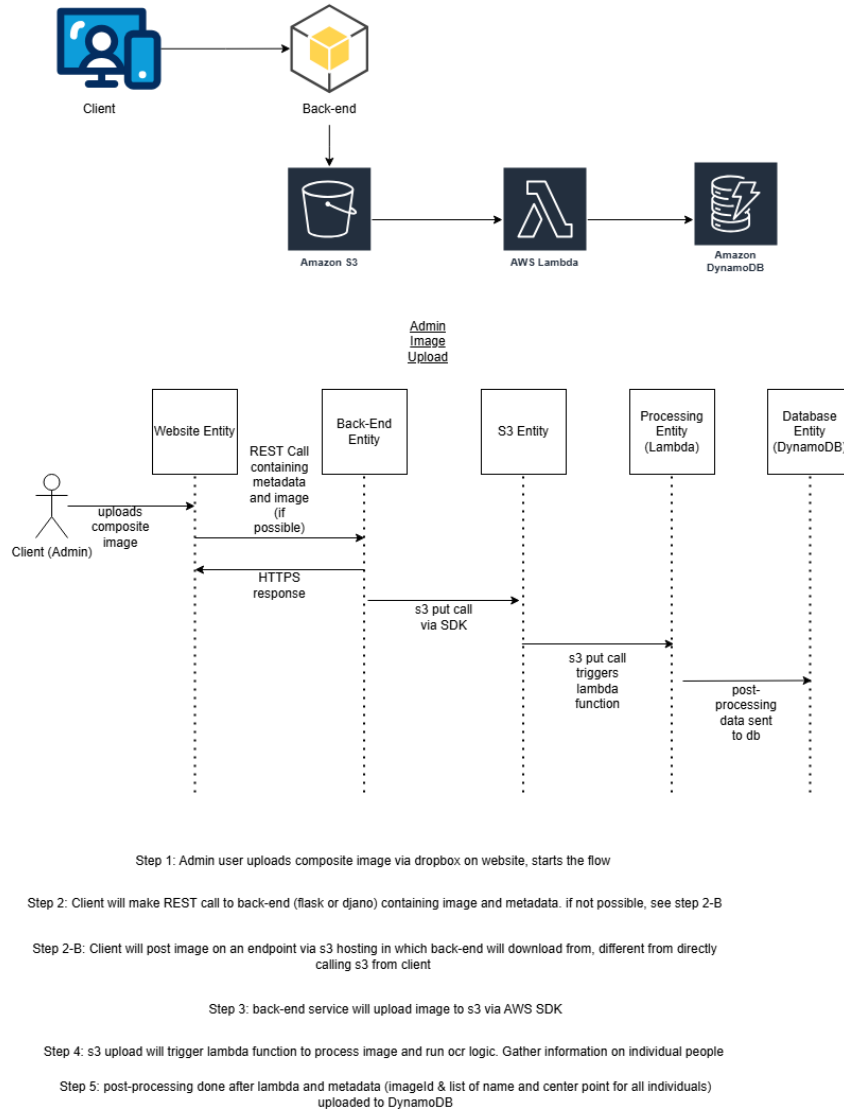 Client
Back-end
Amazon S3
AWS Lambda
Amazon
DynamoDB
Admin
Image
Upload
Website Entity
Back-End
Entity
S3 Entity
Processing
Entity
(Lambda)
Database
Entity
(DynamoDB)
REST Call
containing
metadata
and image
(if
possible)
uploads
composite
image
Client (Admin)
HTTPS
response
s3 put call
via SDK
s3 put call
triggers
lambda
function
post-
processing
data sent
to db
Step 1: Admin user uploads composite image via dropbox on website, starts the flow
Step 2: Client will make REST call to back-end (flask or djano) containing image and metadata. if not possible, see step 2-B
Step 2-B: Client will post image on an endpoint via s3 hosting in which back-end will download from, different from directly
calling s3 from client
Step 3: back-end service will upload image to s3 via AWS SDK
Step 4: s3 upload will trigger lambda function to process image and run ocr logic. Gather information on individual people
Step 5: post-processing done after lambda and metadata (imageId & list of name and center point for all individuals)
uploaded to DynamoDB